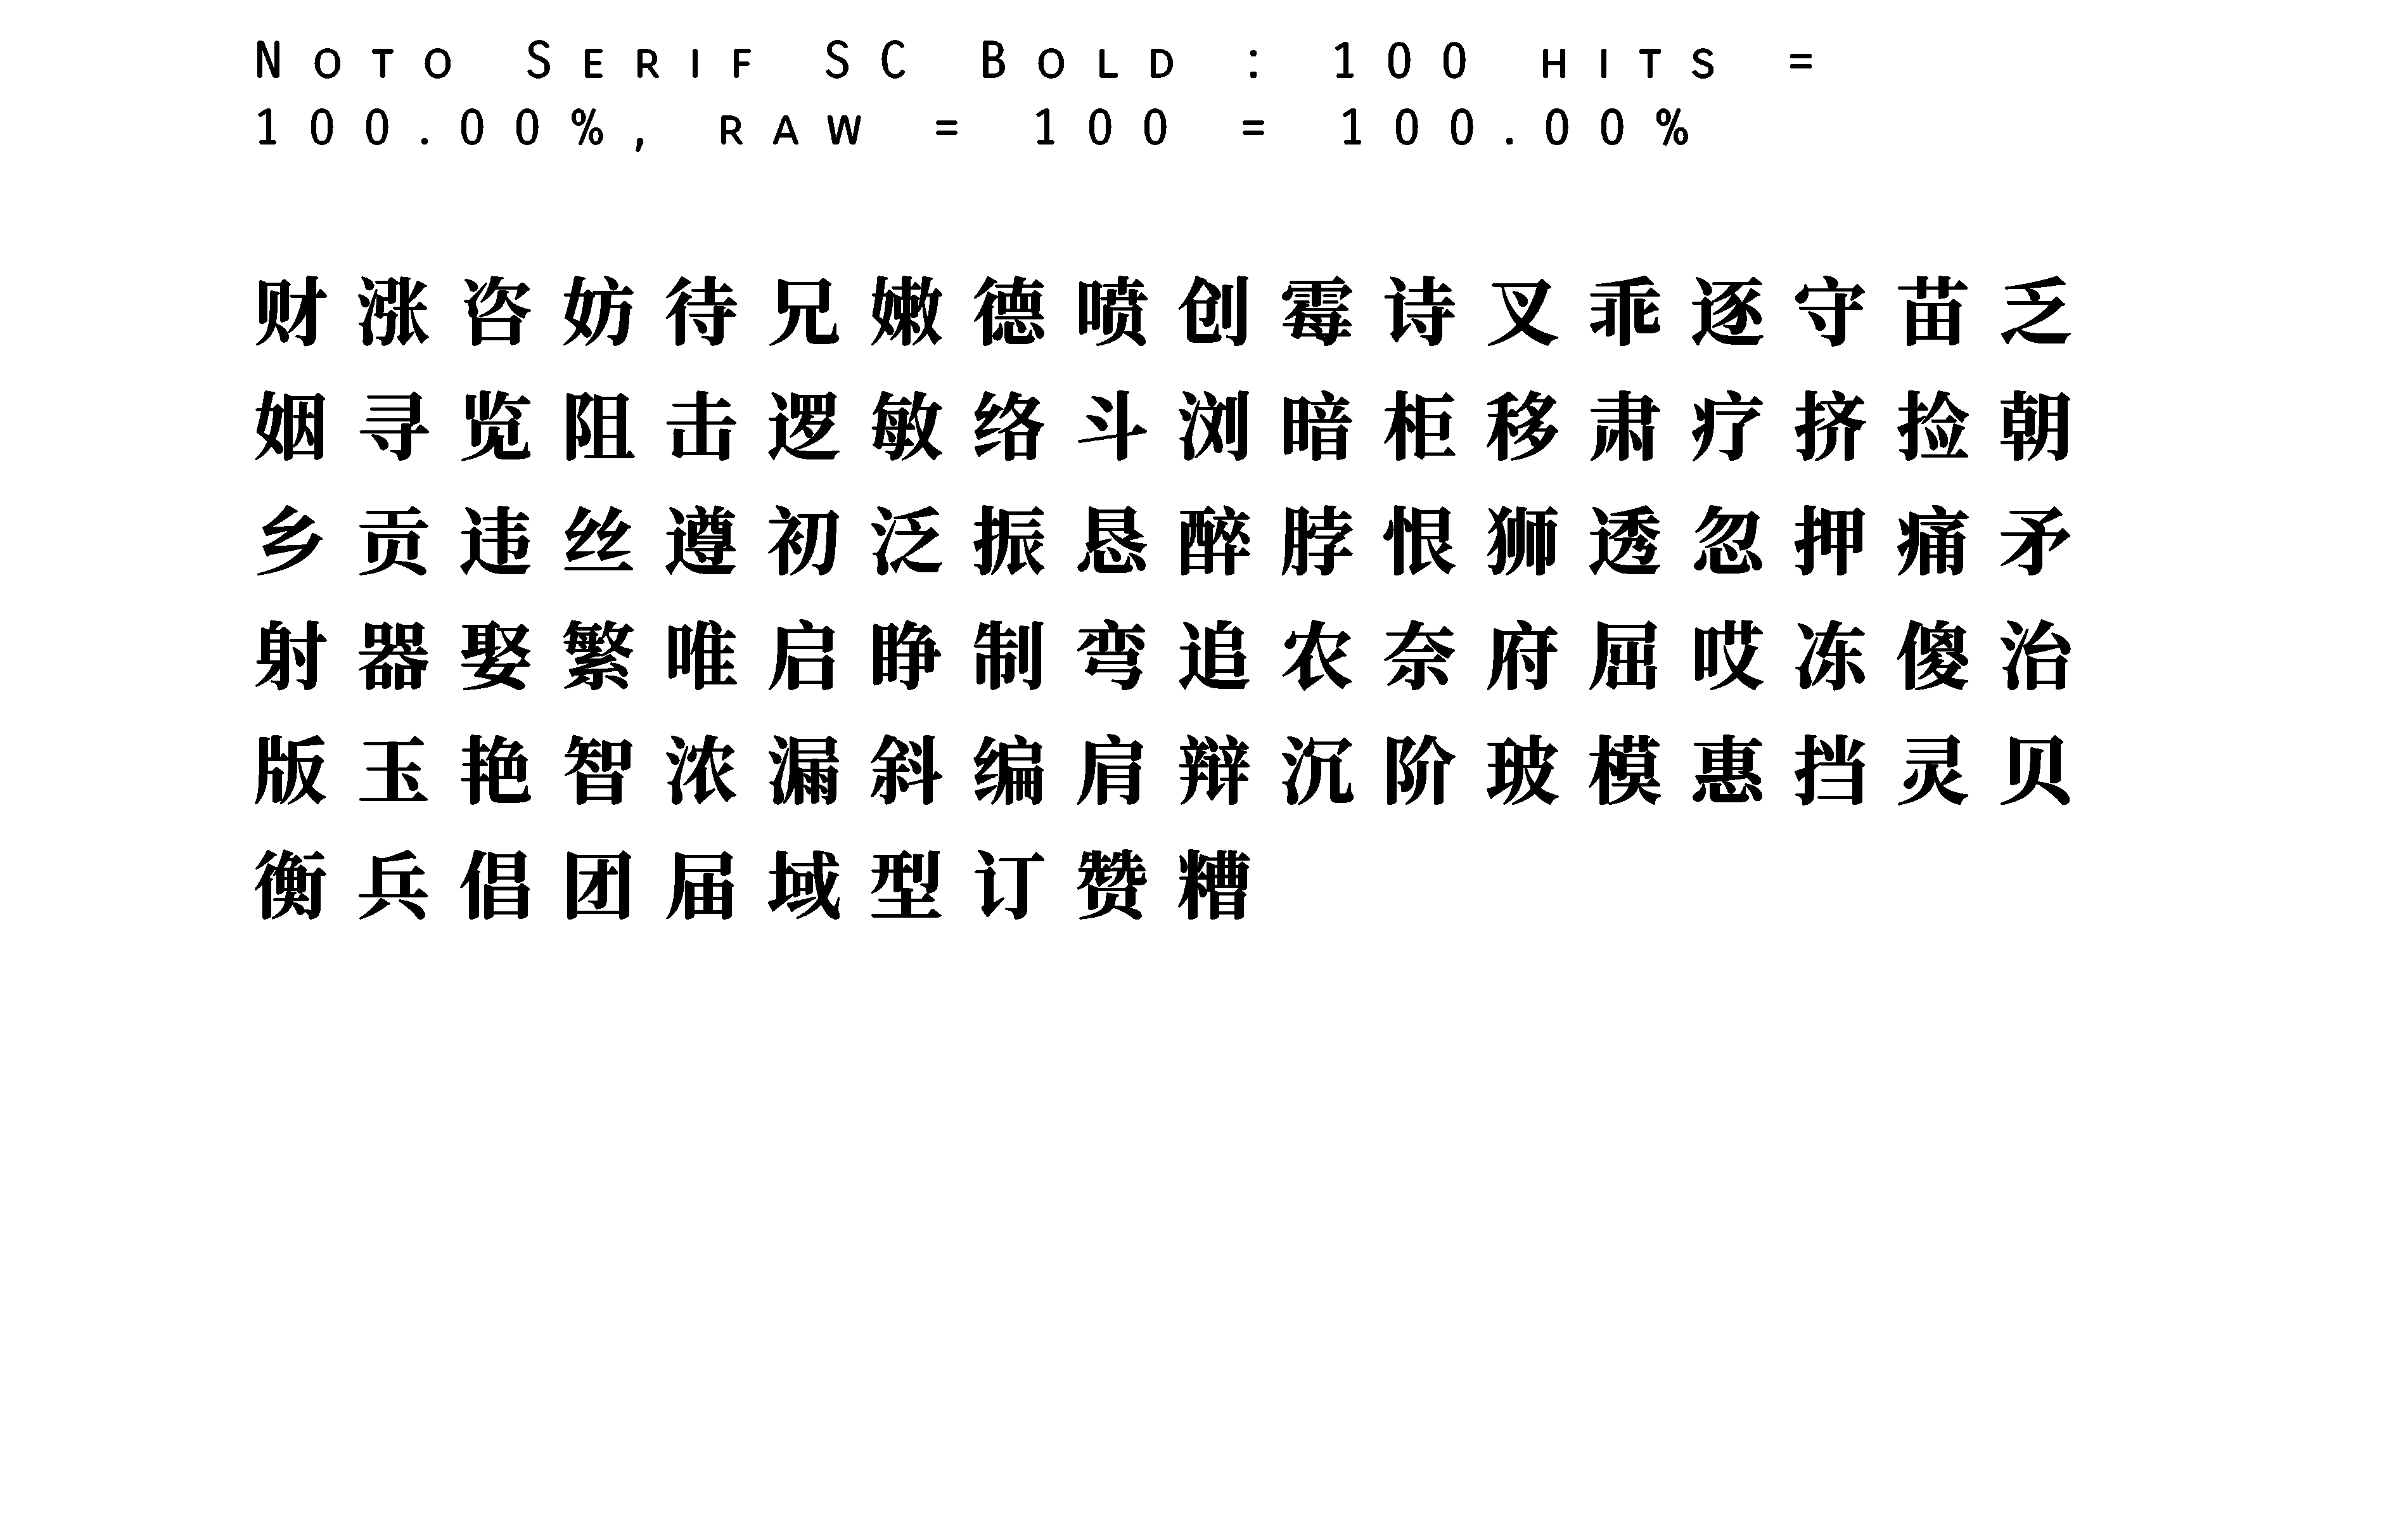 Noto Serif SC Bold : 100 hits =
100.00%, raw = 100 = 100.00%
财涨咨妨待兄嫩德喷创霉诗叉乖逐守苗乏
姻寻览阻击逻敏络斗浏暗柜移肃疗挤捡朝
乡贡违丝遵初泛振恳醉脖恨狮透忽押痛矛
射器娶繁唯启睁制弯追农奈府屈哎冻傻治
版玉艳智浓漏斜编肩辩沉阶玻模惠挡灵贝
衡兵倡团届域型订赞糟